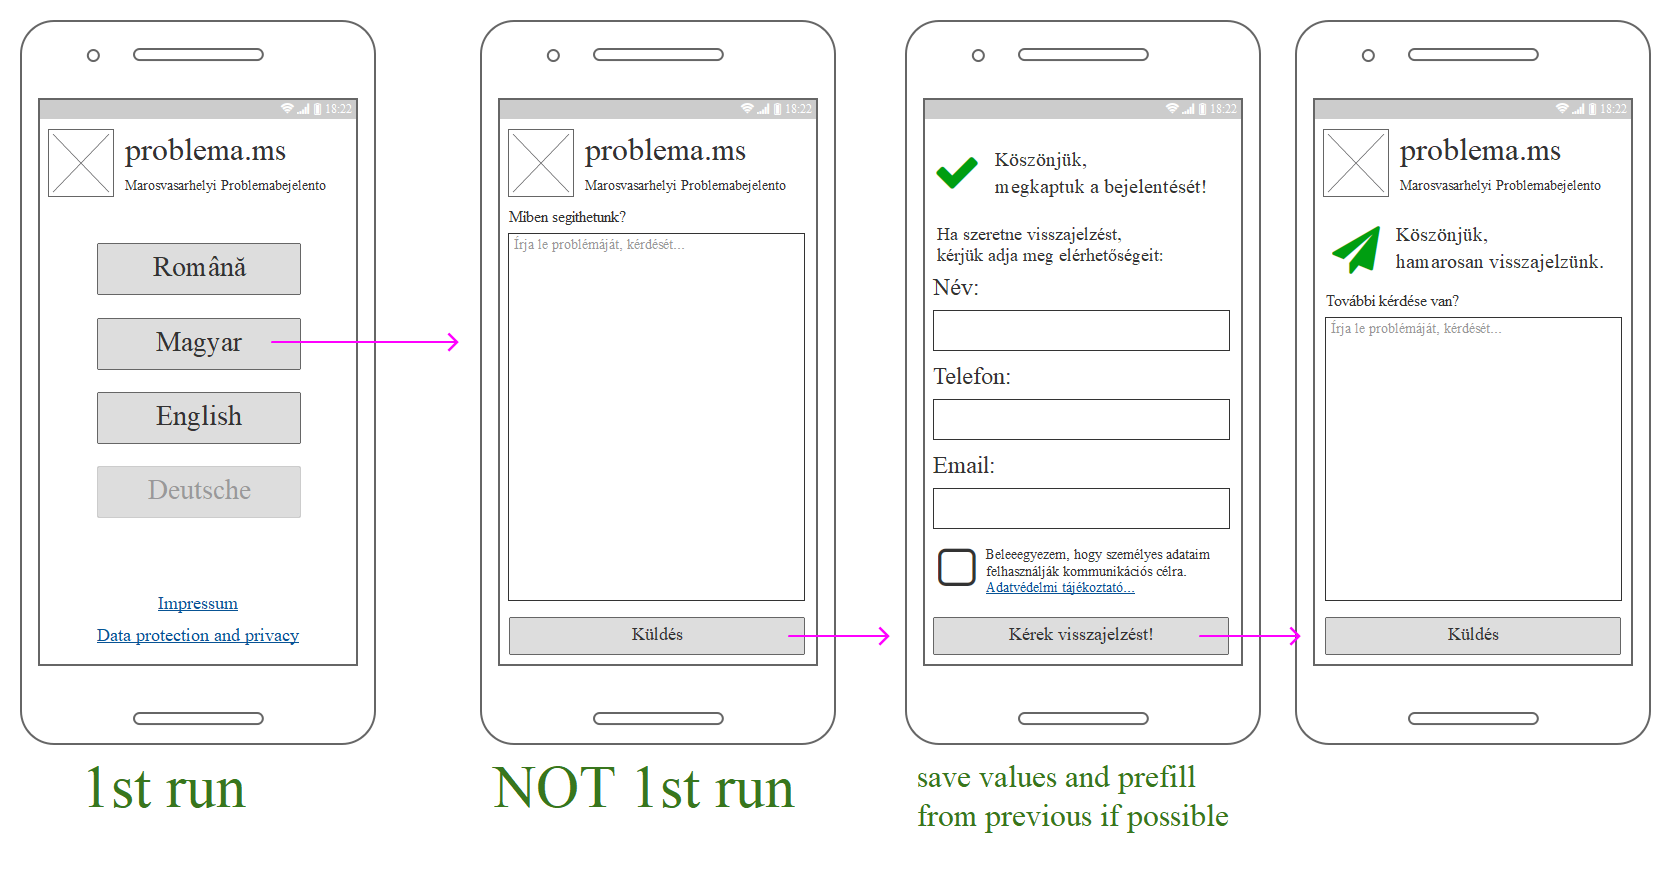 18:22
problema.ms
Marosvasarhelyi Problemabejelento
Română
Magyar
English
Deutsche
Impressum
Data protection and privacy
1st run
18:22
problema.ms
Marosvasarhelyi Problemabejelento
Miben segithetunk?
Írja le problémáját, kérdését...
Küldés
NOT 1st run
18:22
Köszönjük,
megkaptuk a bejelentését!
Ha szeretne visszajelzést,
kérjük adja meg elérhetőségeit:
Név:
Telefon:
Email:
Beleeegyezem, hogy személyes adataim
felhasználják kommunikációs célra.
Adatvédelmi tájékoztató...
Kérek visszajelzést!
save values and prefill
from previous if possible
18:22
problema.ms
Marosvasarhelyi Problemabejelento
Köszönjük,
hamarosan visszajelzünk.
További kérdése van?
Írja le problémáját, kérdését...
Küldés